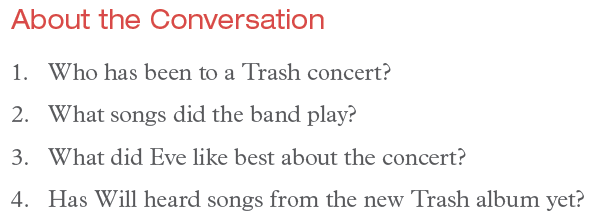 About the Conversation
1. Who has been to a Trash concert?
2. What songs did the band play?
3. What did Eve like best about the concert?
4. Has Will heard songs from the new Trash album yet?